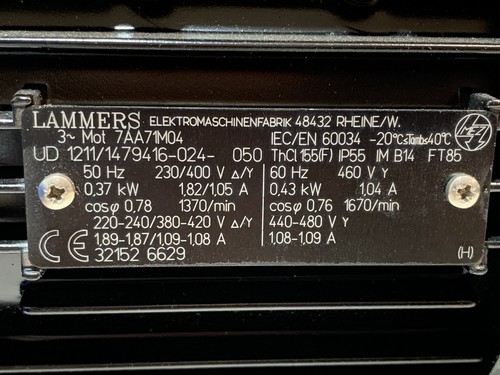 LAMMERS ELEKTROMASCHINENFABRIK 48432 RHEINE/W.
3~ Mot 7AA71M04 IEC/EN 60034 -20°C≤Tamb≤40°C
UD 1211/1479416-024- 050 ThCl 155(F) IP55 IM B14 FT85
50 Hz 230/400 V Δ/Y 60 Hz 460 V Y
0,37 kW 1.82/1,05 A 0,43 kW 1.04 A
cosφ 0,78 1370/min cosφ 0,76 1670/min
220-240/380-420 V Δ/Y 440-480 V Y
1,89-1,87/1,09-1,08 A 1,08-1,09 A
CE 32152 6629 (H)